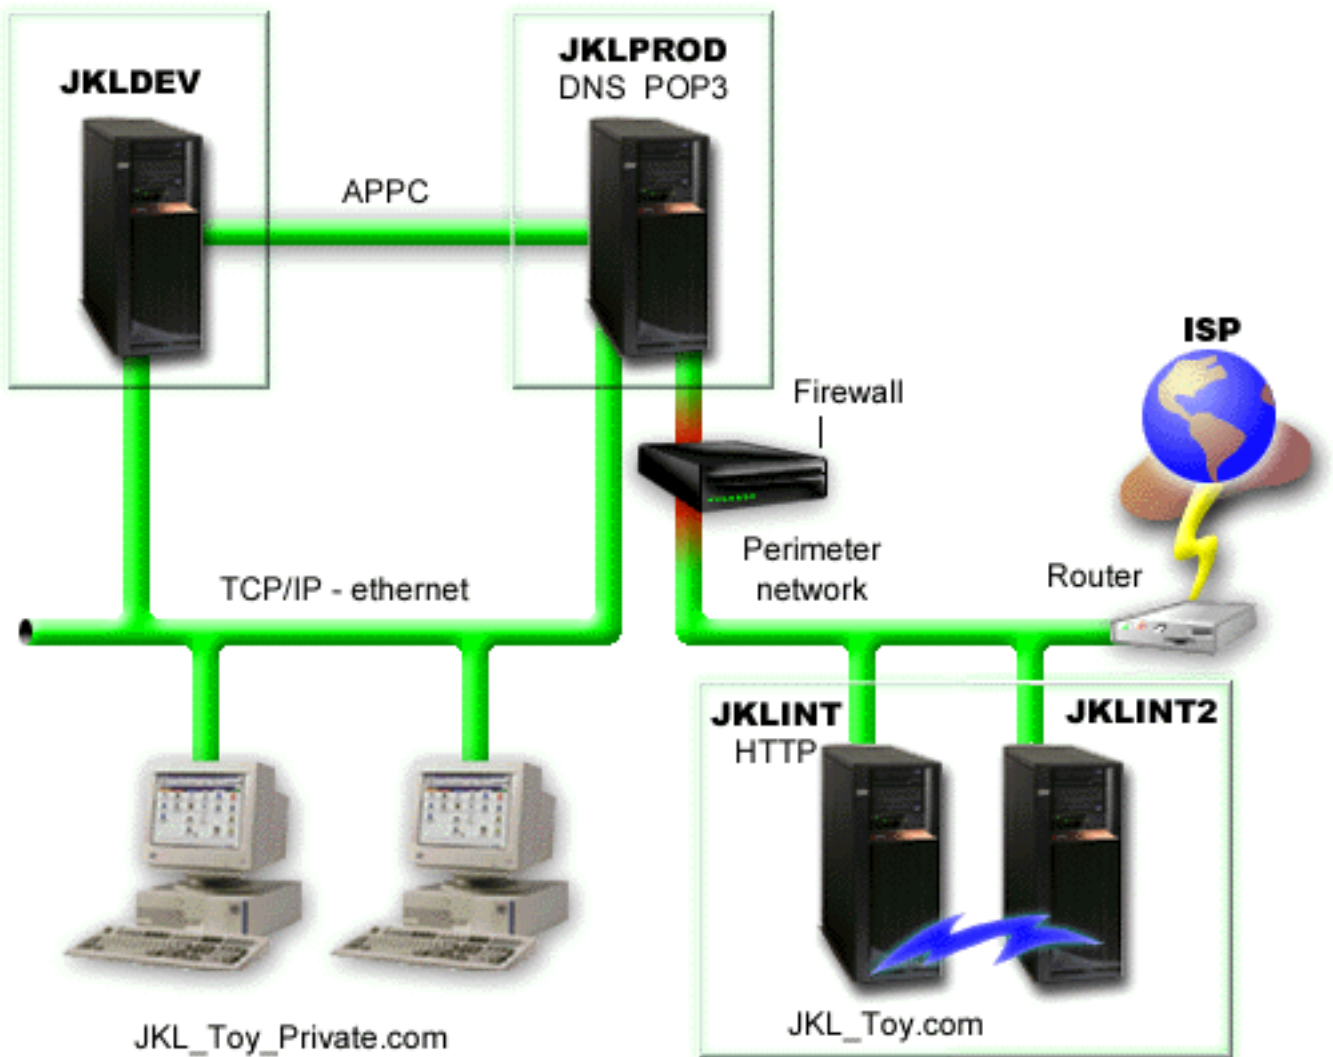 JKLDEV
JKLPROD
DNS POP3
APPC
ISP
Firewall
Perimeter
network
Router
TCP/IP - ethernet
JKLINT
HTTP
JKLINT2
JKL_Toy_Private.com
JKL_Toy.com